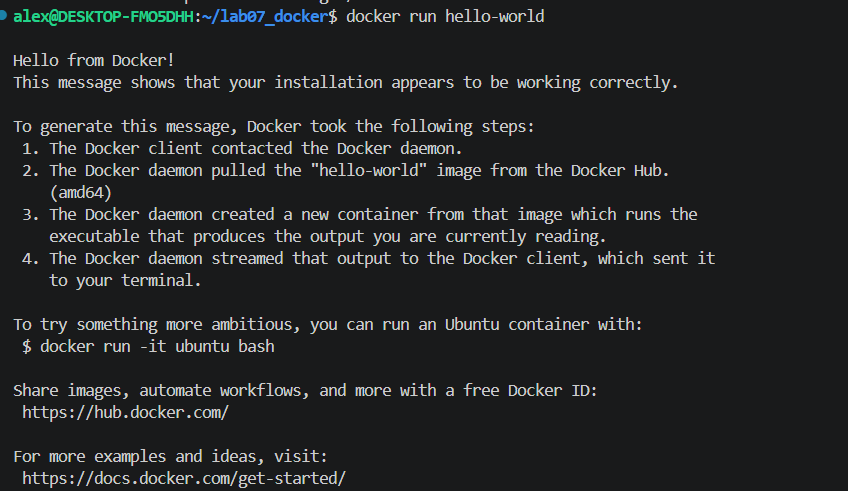 alex@DESKTOP-FMO5DHH:~/lab07_docker$ docker run hello-world
Hello from Docker!
This message shows that your installation appears to be working correctly.
To generate this message, Docker took the following steps:
1. The Docker client contacted the Docker daemon.
2. The Docker daemon pulled the "hello-world" image from the Docker Hub.
(amd64)
3. The Docker daemon created a new container from that image which runs the
executable that produces the output you are currently reading.
4. The Docker daemon streamed that output to the Docker client, which sent it
to your terminal.
To try something more ambitious, you can run an Ubuntu container with:
$ docker run -it ubuntu bash
Share images, automate workflows, and more with a free Docker ID:
https://hub.docker.com/
For more examples and ideas, visit:
https://docs.docker.com/get-started/